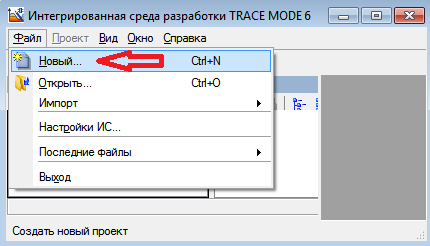 Интегрированная среда разработки TRACE MODE 6
Файл Проект Вид Окно Справка
Новый... Ctrl+N
Открыть... Ctrl+O
Импорт
Настройки ИС...
Последние файлы
Выход
Создать новый проект